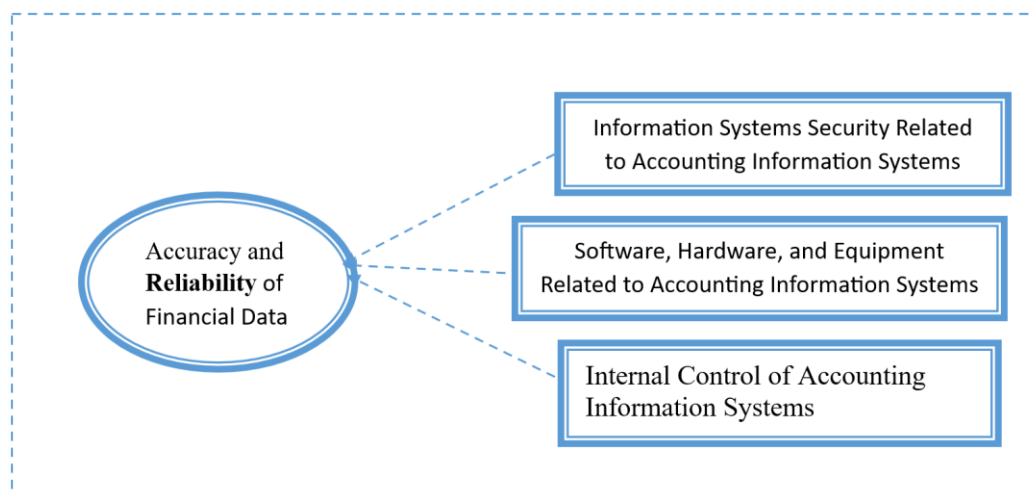 Accuracy and
Reliability of
Financial Data
Information Systems Security Related
to Accounting Information Systems
Software, Hardware, and Equipment
Related to Accounting Information Systems
Internal Control of Accounting
Information Systems